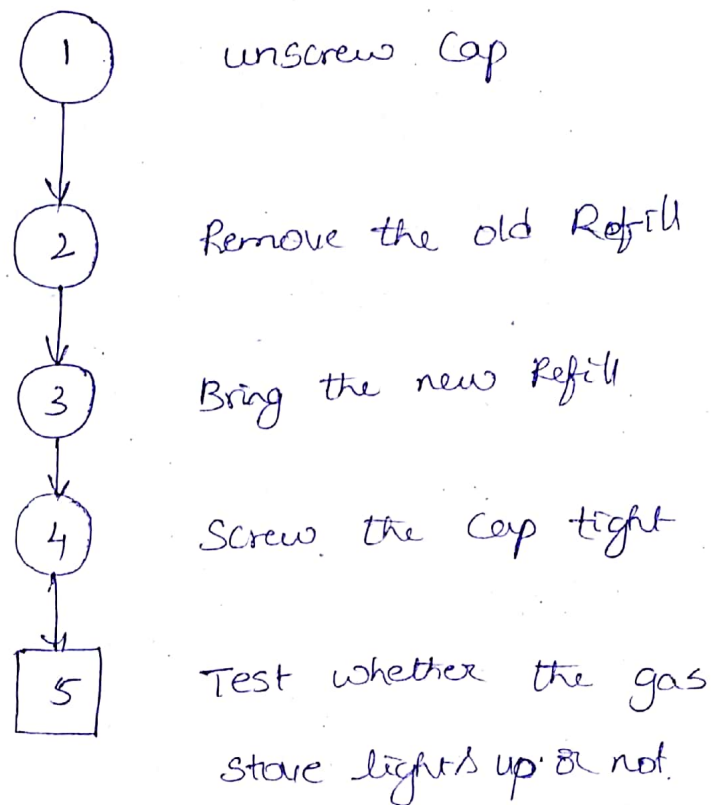 1 unscrew Cap
2 Remove the old Refill
3 Bring the new Refill
4 Screw the Cap tight
5 Test whether the gas
stove lights up or not.